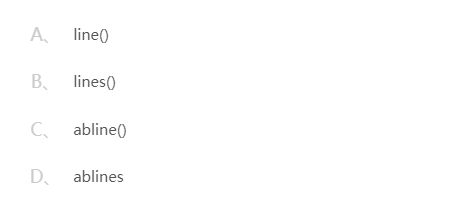 A、 line()
B、 lines()
C、 abline()
D、 ablines